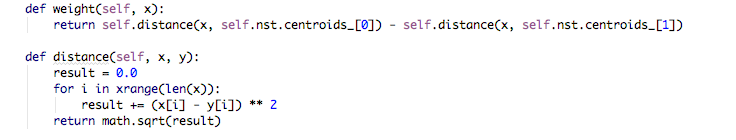 def weight(self, x):
    return self.distance(x, self.nst.centroids_[0]) - self.distance(x, self.nst.centroids_[1])

def distance(self, x, y):
    result = 0.0
    for i in xrange(len(x)):
        result += (x[i] - y[i]) ** 2
    return math.sqrt(result)